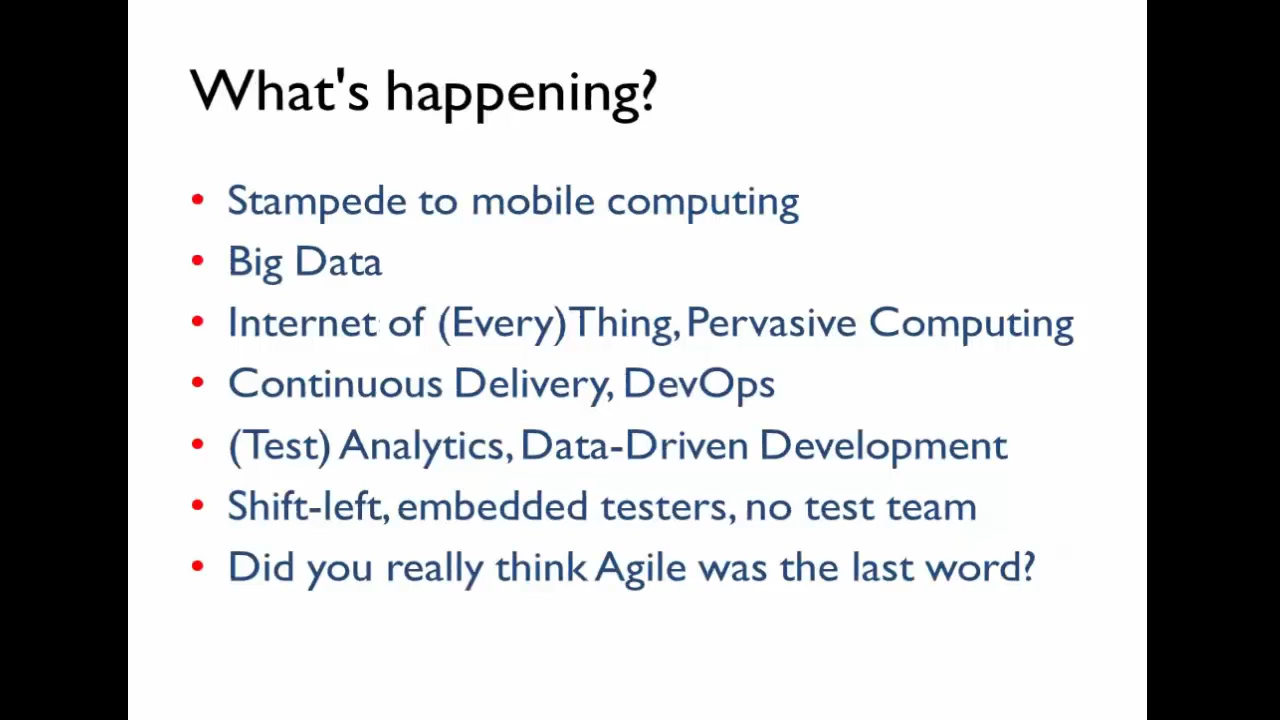 What's happening?
• Stampede to mobile computing
• Big Data
• Internet of (Every)Thing, Pervasive Computing
• Continuous Delivery, DevOps
• (Test) Analytics, Data-Driven Development
• Shift-left, embedded testers, no test team
• Did you really think Agile was the last word?